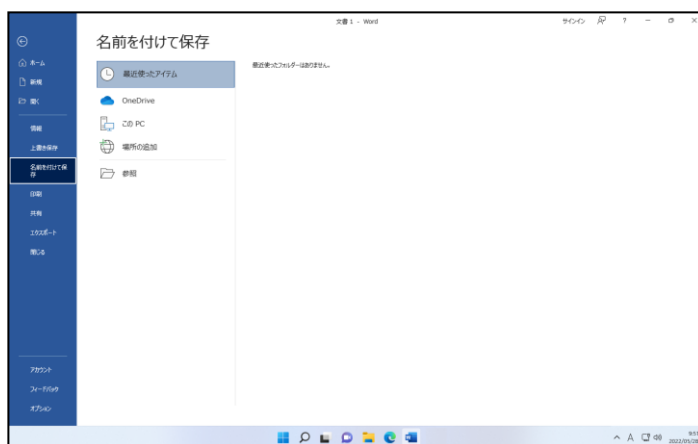 文書 1 - Word
サインイン
?
名前を付けて保存
ホーム
新規
開く
情報
上書き保存
名前を付けて保
存
印刷
共有
エクスポート
閉じる
アカウント
フィードバック
オプション
最近使ったアイテム
OneDrive
この PC
場所の追加
参照
最近使ったフォルダーはありません。
A